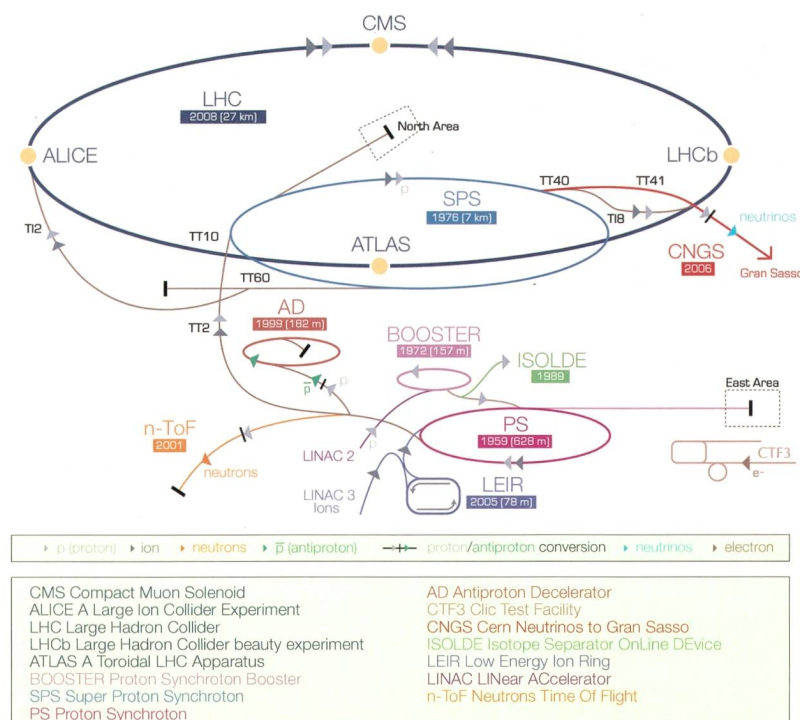 CMS
LHC
2008 (27 km)
North Area
ALICE
LHCb
TT40
TT41
SPS
1976 (7 km)
p
TI8
TI2
TT10
ATLAS
neutrinos
CNGS
2006
Gran Sasso
TT60
AD
1999 (182 m)
TT2
BOOSTER
1972 (157 m)
ISOLDE
1989
p
p̅
East Area
n-ToF
2001
PS
1959 (628 m)
LINAC 2
p
neutrons
CTF3
e-
LEIR
2005 (78 m)
LINAC 3
Ions
p (proton)
ion
neutrons
p̅ (antiproton)
proton/antiproton conversion
neutrinos
electron
CMS Compact Muon Solenoid
ALICE A Large Ion Collider Experiment
LHC Large Hadron Collider
LHCb Large Hadron Collider beauty experiment
ATLAS A Toroidal LHC Apparatus
BOOSTER Proton Synchroton Booster
SPS Super Proton Synchroton
PS Proton Synchroton
AD Antiproton Decelerator
CTF3 Clic Test Facility
CNGS Cern Neutrinos to Gran Sasso
ISOLDE Isotope Separator OnLine DEvice
LEIR Low Energy Ion Ring
LINAC LINear ACcelerator
n-ToF Neutrons Time Of Flight